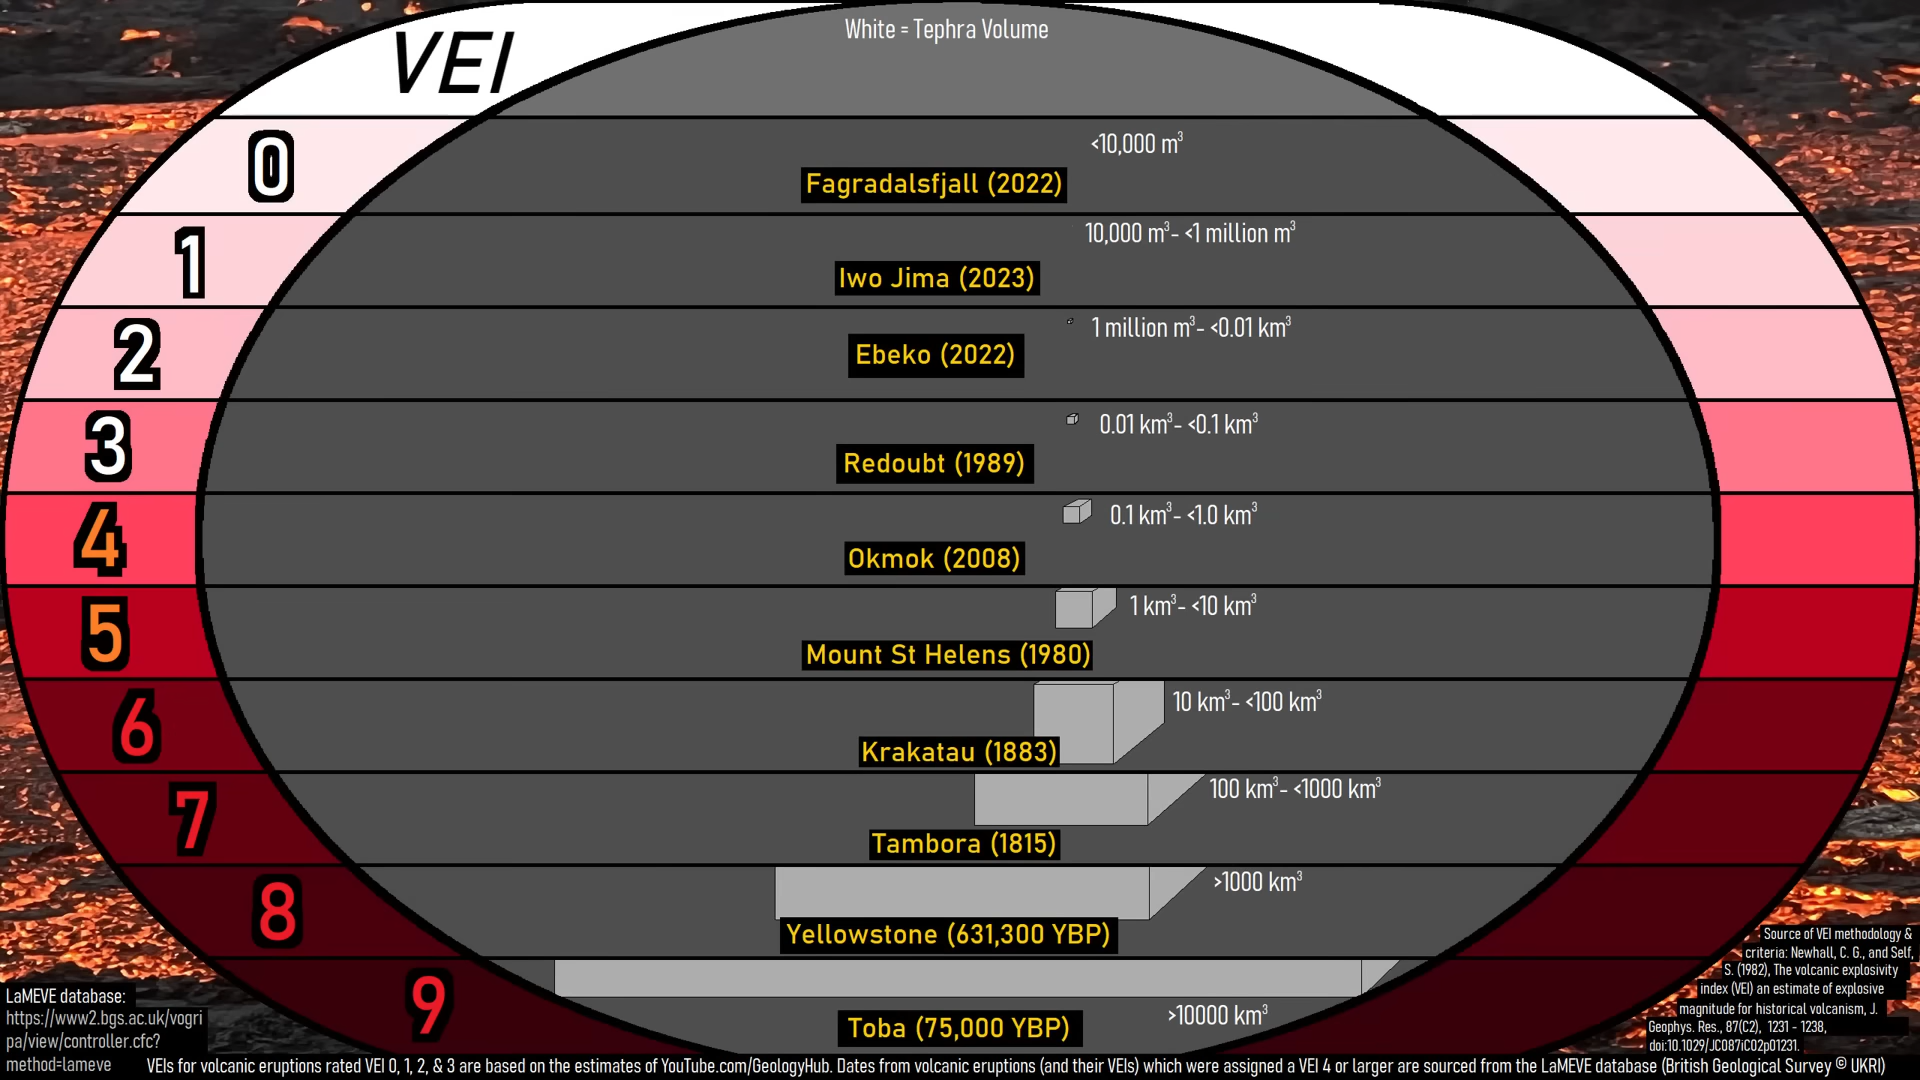 White = Tephra Volume
VEI
0
<10,000 m³
Fagradalsfjall (2022)
1
10,000 m³- <1 million m³
Iwo Jima (2023)
2
1 million m³- <0.01 km³
Ebeko (2022)
3
0.01 km³- <0.1 km³
Redoubt (1989)
4
0.1 km³- <1.0 km³
Okmok (2008)
5
1 km³- <10 km³
Mount St Helens (1980)
6
10 km³- <100 km³
Krakatau (1883)
7
100 km³- <1000 km³
Tambora (1815)
8
>1000 km³
Yellowstone (631,300 YBP)
9
>10000 km³
Toba (75,000 YBP)
Source of VEI methodology &
criteria: Newhall, C. G., and Self,
S. (1982), The volcanic explosivity
index (VEI) an estimate of explosive
magnitude for historical volcanism, J.
Geophys. Res., 87(C2), 1231 - 1238,
doi:10.1029/JC087iC02p01231.
LaMEVE database:
https://www2.bgs.ac.uk/vogri
pa/view/controller.cfc?
method=lameve
VEIs for volcanic eruptions rated VEI 0, 1, 2, & 3 are based on the estimates of YouTube.com/GeologyHub. Dates from volcanic eruptions (and their VEIs) which were assigned a VEI 4 or larger are sourced from the LaMEVE database (British Geological Survey © UKRI)